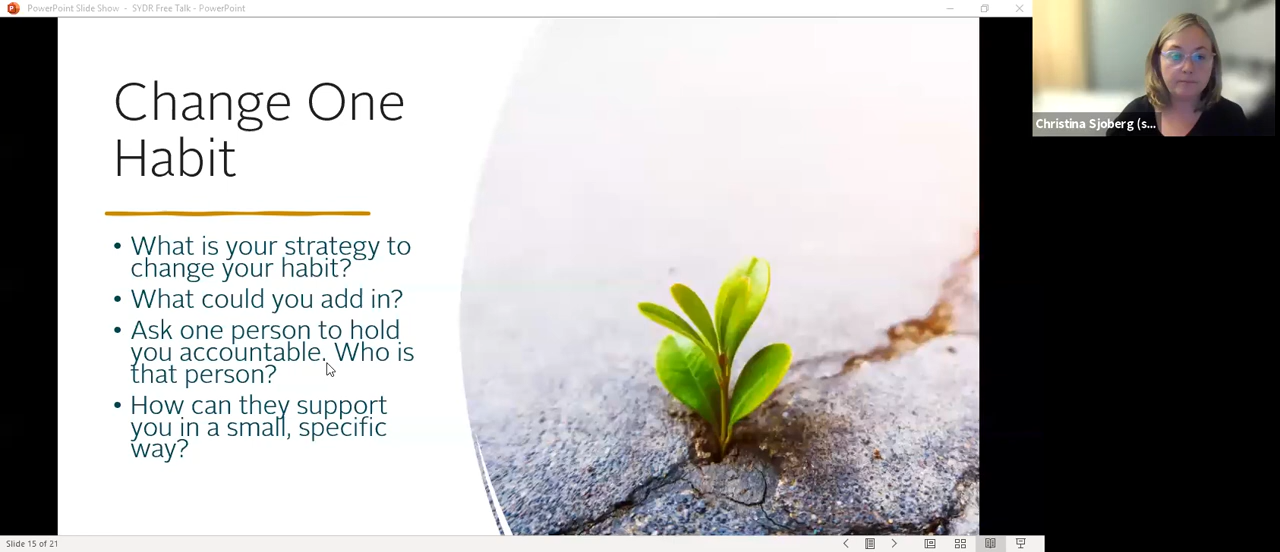 PowerPoint Slide Show - SYDR Free Talk - PowerPoint
Change One
Habit
• What is your strategy to
change your habit?
• What could you add in?
• Ask one person to hold
you accountable. Who is
that person?
• How can they support
you in a small, specific
way?
Christina Sjoberg (s...
Slide 15 of 21